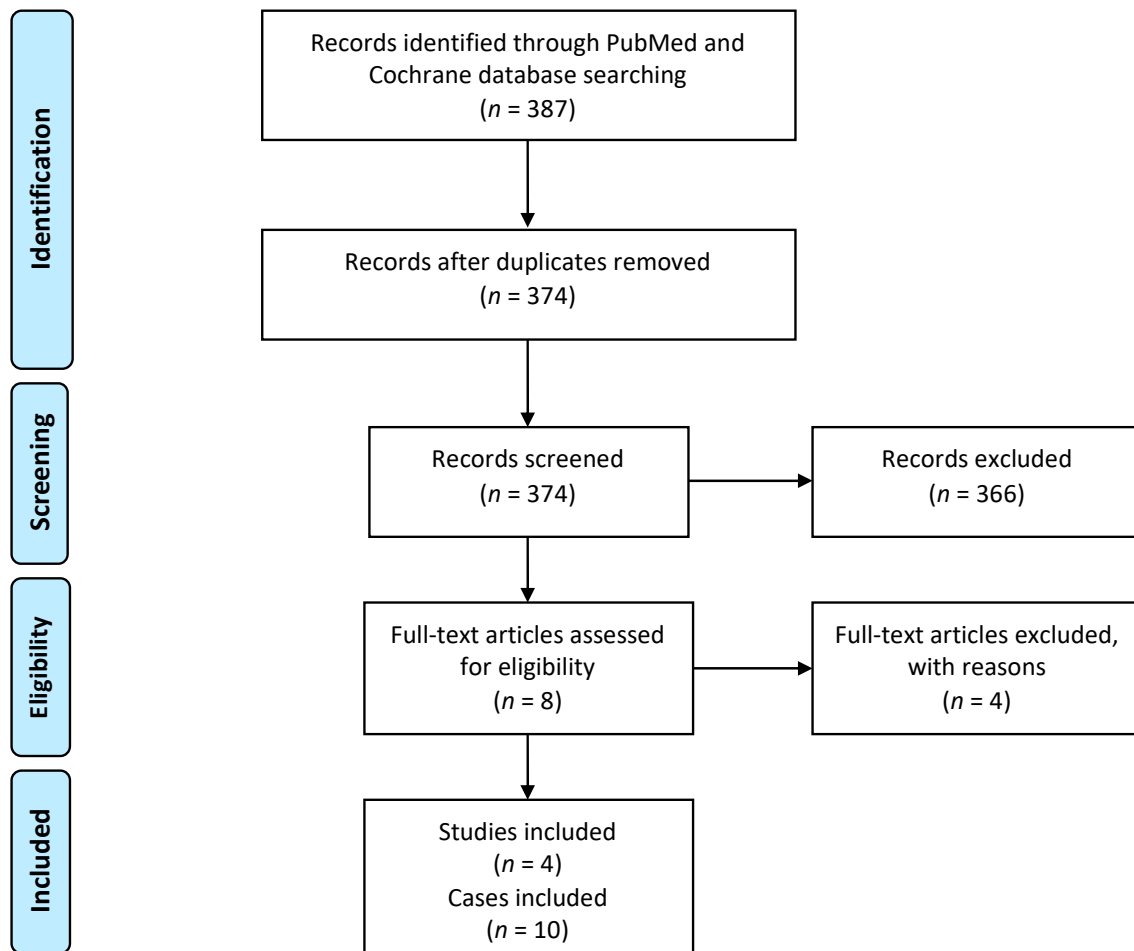 Identification
Records identified through PubMed and
Cochrane database searching
(n = 387)
Records after duplicates removed
(n = 374)
Screening
Records screened
(n = 374)
Records excluded
(n = 366)
Eligibility
Full-text articles assessed
for eligibility
(n = 8)
Full-text articles excluded,
with reasons
(n = 4)
Included
Studies included
(n = 4)
Cases included
(n = 10)